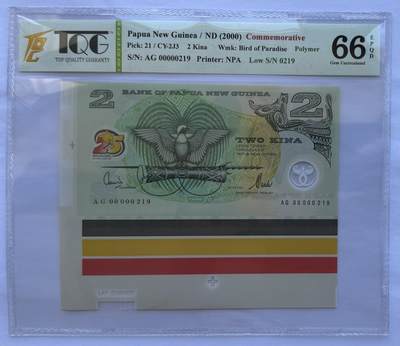 TQG
TOP QUALITY GUARANTY
Papua New Guinea / ND (2000) Commemorative
Pick: 21 / CY-2J3 2 Kina Wmk: Bird of Paradise Polymer
S/N: AG 00000219 Printer: NPA Low S/N 0219
66 EPQD
Gem Uncirculated
2 BANK OF PAPUA NEW GUINEA 2
25
TWO KINA
AG 00000219 AG 00000219